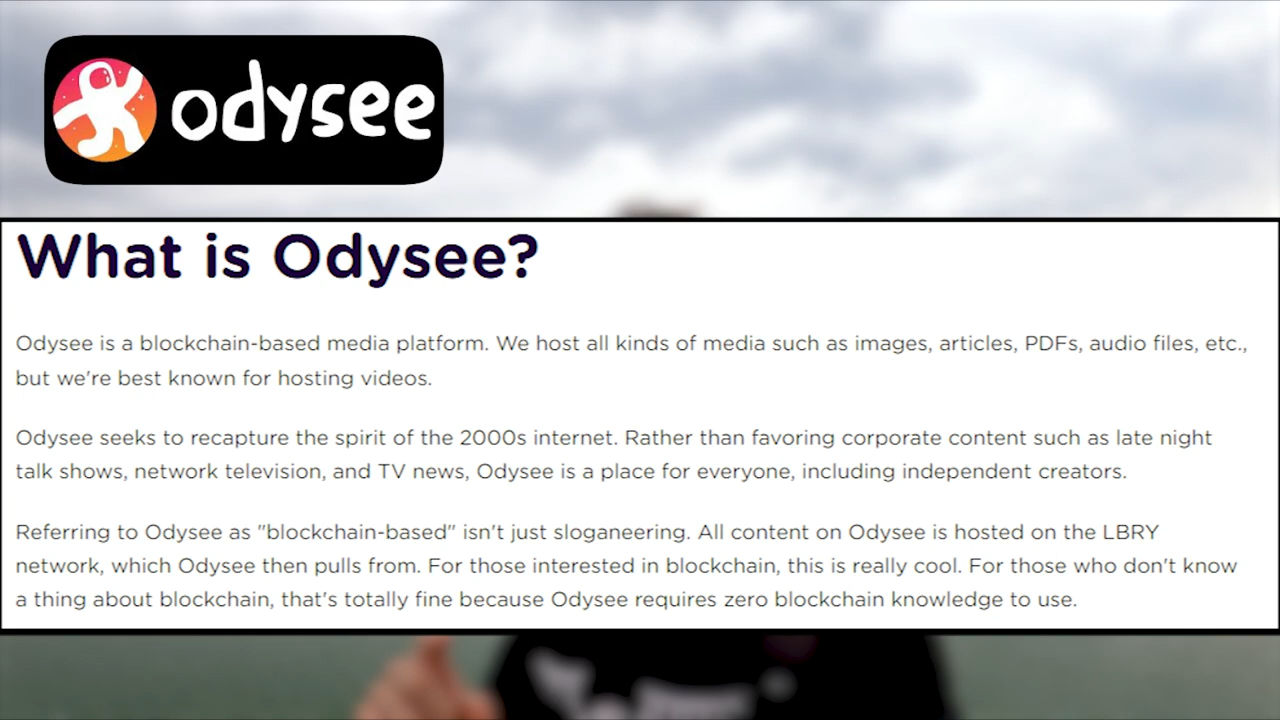 odysee
What is Odysee?
Odysee is a blockchain-based media platform. We host all kinds of media such as images, articles, PDFs, audio files, etc.,
but we're best known for hosting videos.
Odysee seeks to recapture the spirit of the 2000s internet. Rather than favoring corporate content such as late night
talk shows, network television, and TV news, Odysee is a place for everyone, including independent creators.
Referring to Odysee as "blockchain-based" isn't just sloganeering. All content on Odysee is hosted on the LBRY
network, which Odysee then pulls from. For those interested in blockchain, this is really cool. For those who don't know
a thing about blockchain, that's totally fine because Odysee requires zero blockchain knowledge to use.